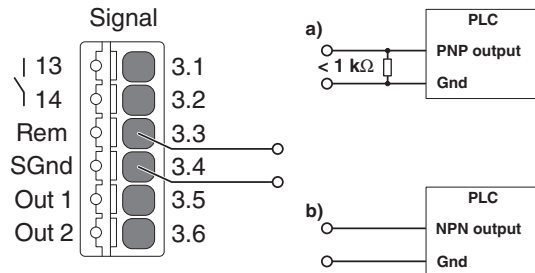 Signal
13
14
Rem
SGnd
Out 1
Out 2
3.1
3.2
3.3
3.4
3.5
3.6
a)
PLC
PNP output
< 1 kΩ
Gnd
b)
PLC
NPN output
Gnd